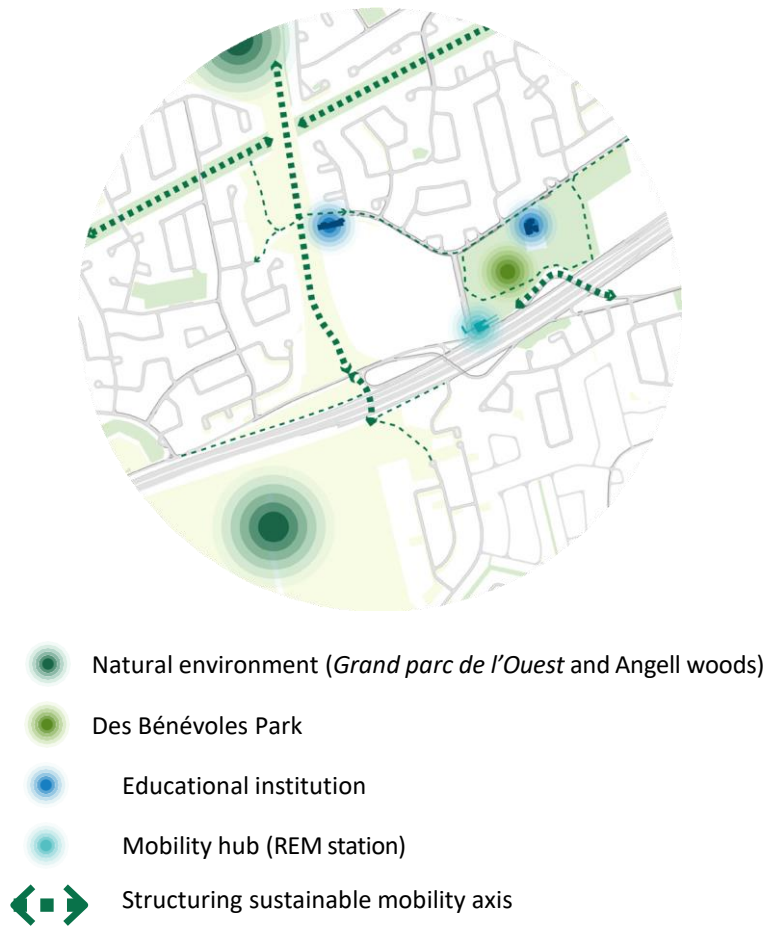 Natural environment (Grand parc de l’Ouest and Angell woods)
Des Bénévoles Park
Educational institution
Mobility hub (REM station)
Structuring sustainable mobility axis